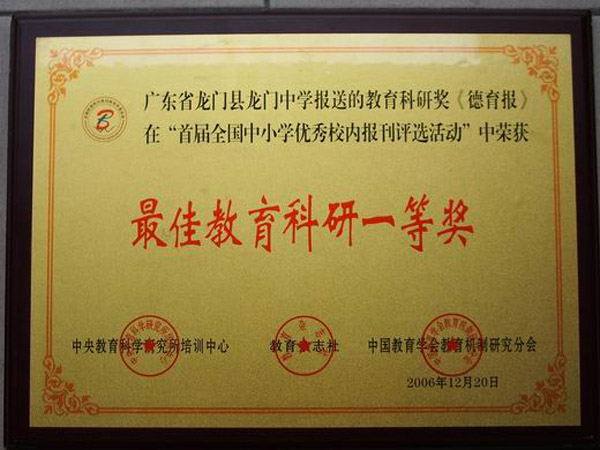 广东省龙门县龙门中学报送的教育科研奖《德育报》
在“首届全国中小学优秀校内报刊评选活动”中荣获
最佳教育科研一等奖
中央教育科学研究所培训中心
教育杂志社
中国教育学会教育机制研究分会
2006年12月20日